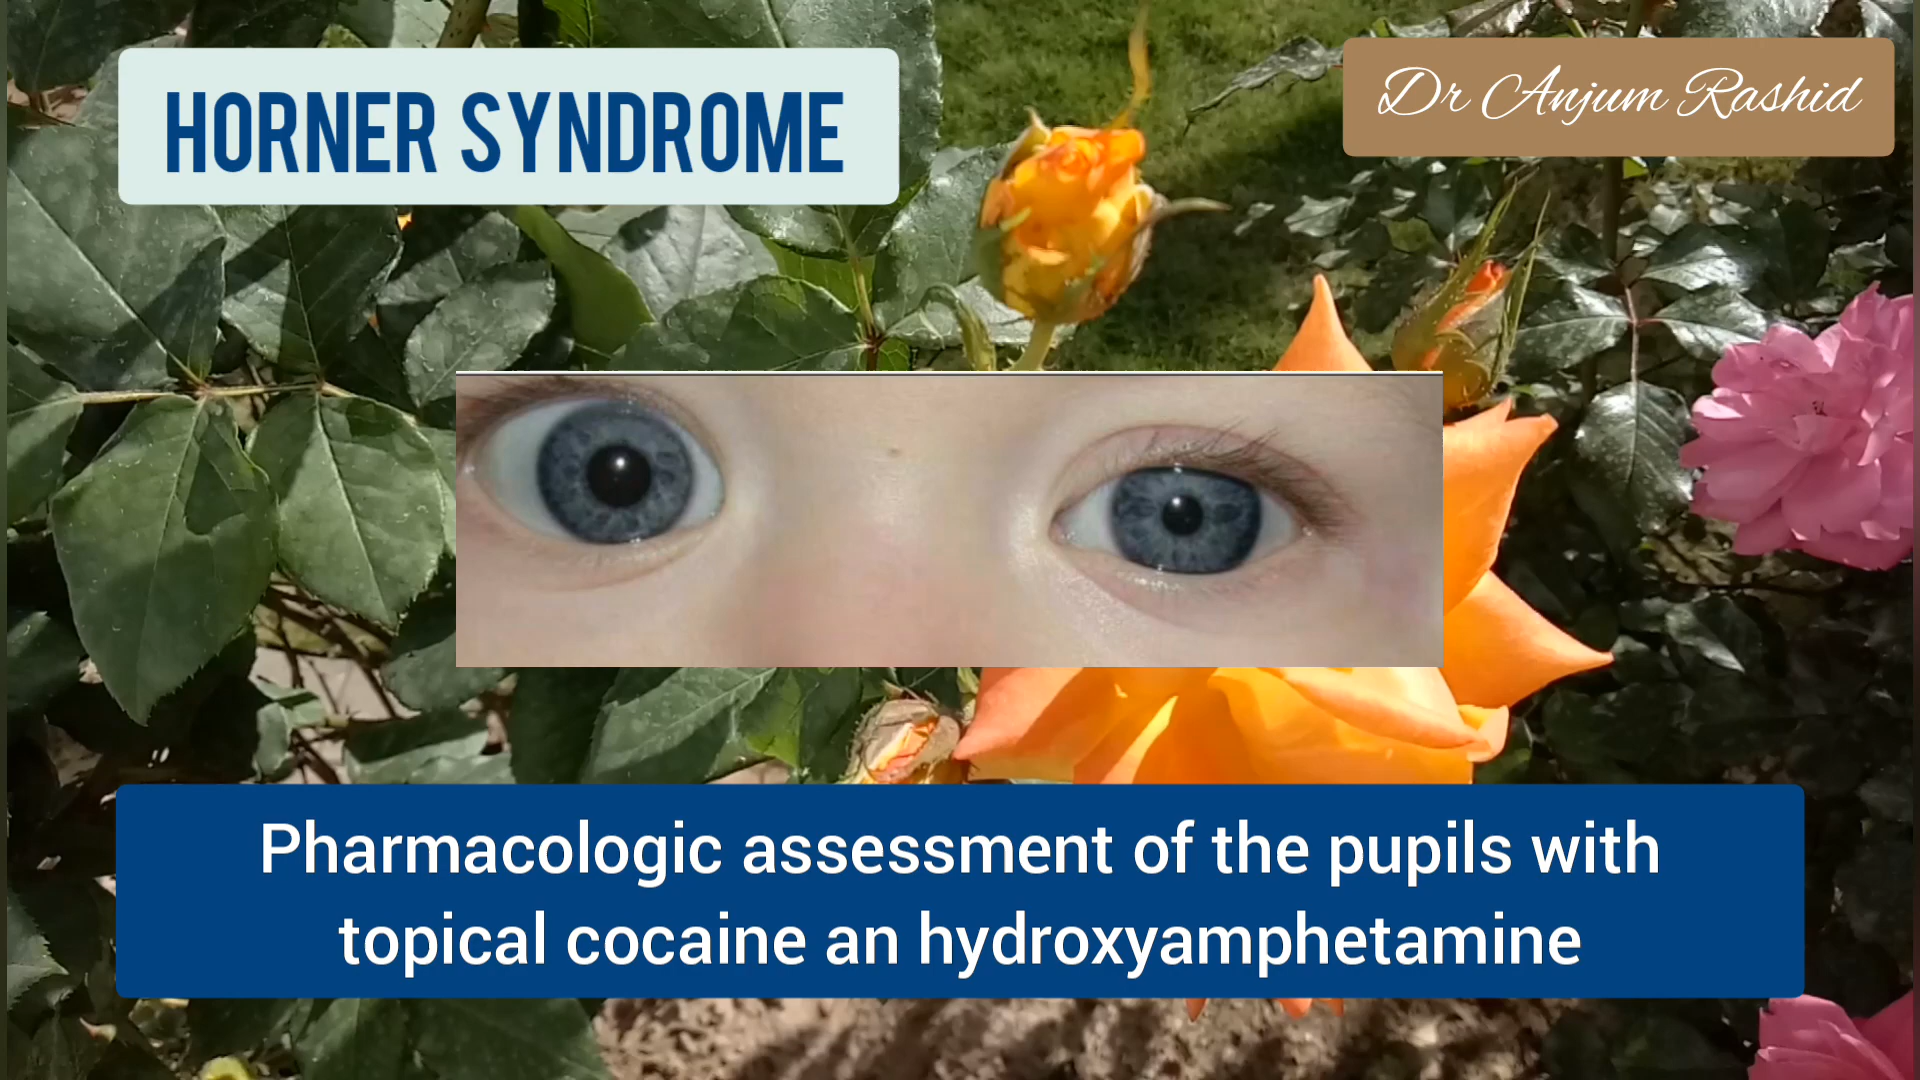 HORNER SYNDROME
Dr Anjum Rashid
Pharmacologic assessment of the pupils with
topical cocaine an hydroxyamphetamine